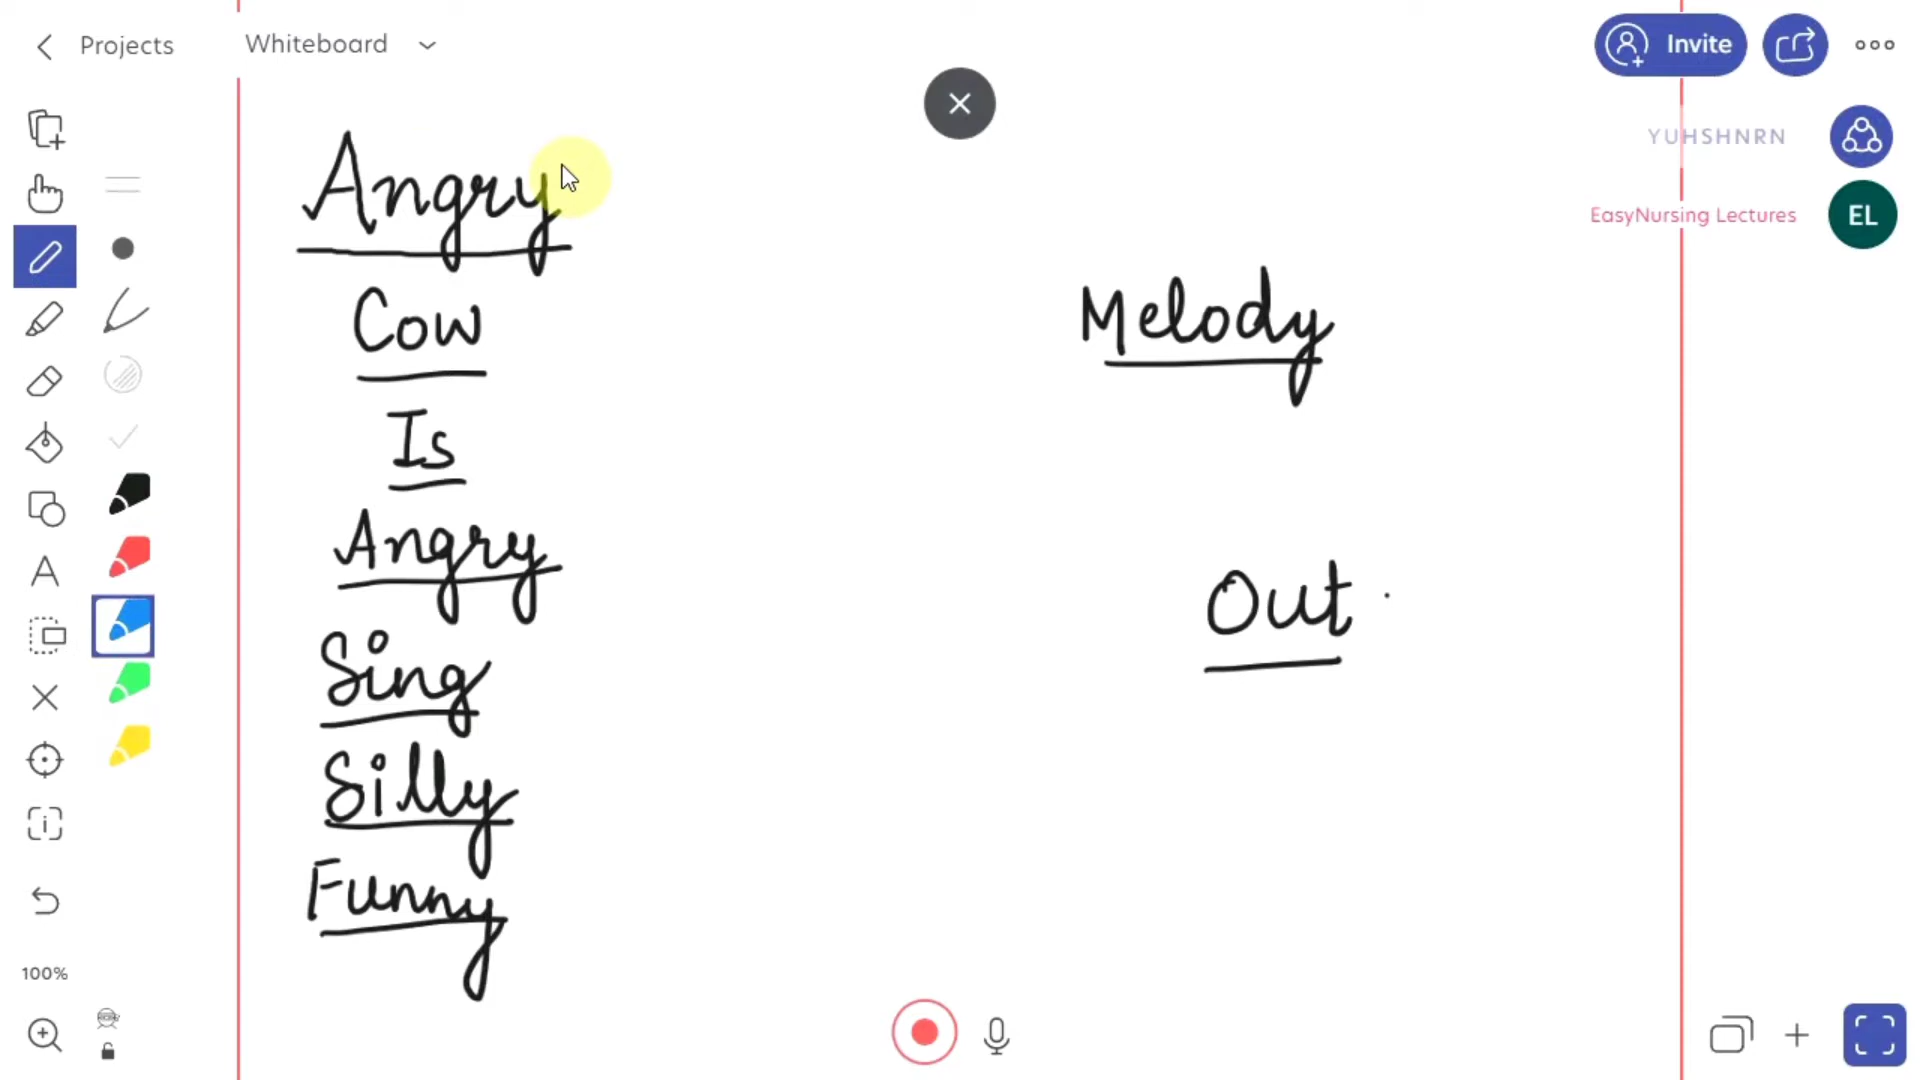 Projects
Whiteboard
Invite
YUHSHNRN
EasyNursing Lectures
EL
Angry
Cow
Is
Angry
Sing
Silly
Funny
Melody
Out
A
100%